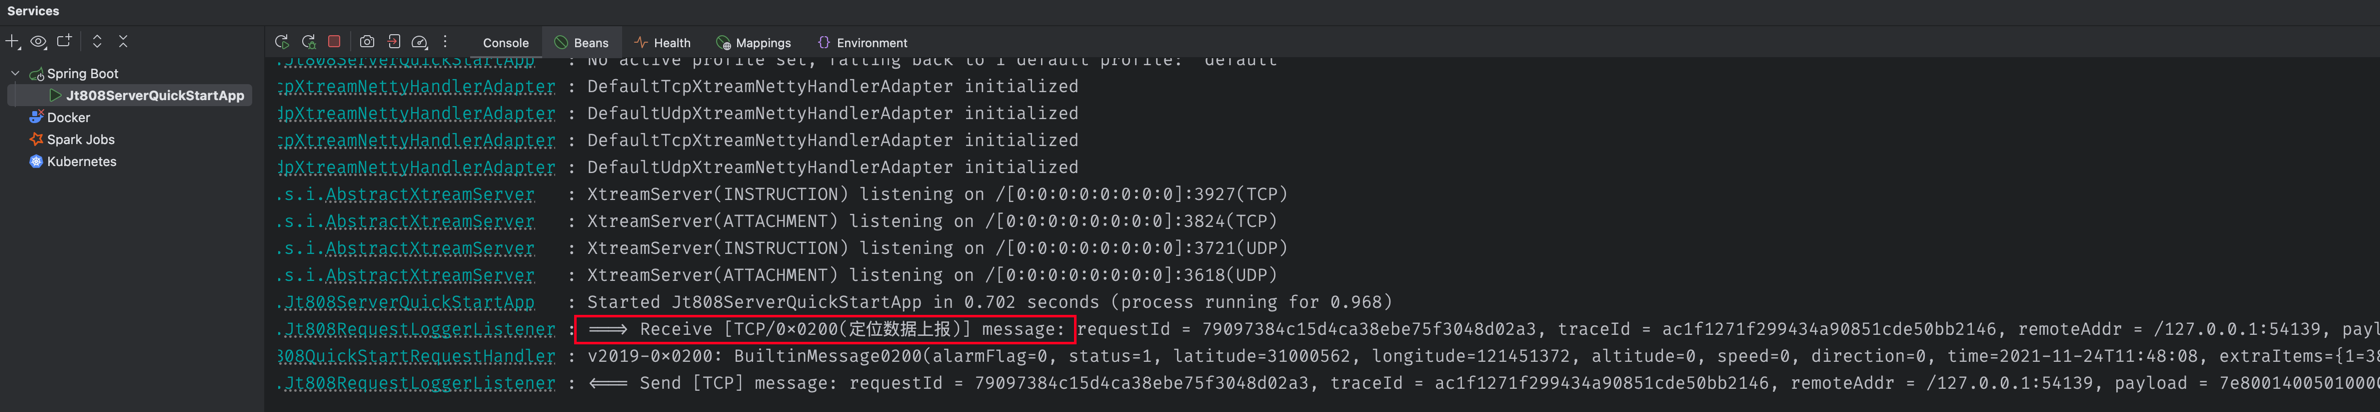 Services
Console Beans Health Mappings Environment
Spring Boot
Jt808ServerQuickStartApp
Docker
Spark Jobs
Kubernetes
.Jt808ServerQuickStartApp : No active profile set, falling back to 1 default profile: "default"
cpXtreamNettyHandlerAdapter : DefaultTcpXtreamNettyHandlerAdapter initialized
dpXtreamNettyHandlerAdapter : DefaultUdpXtreamNettyHandlerAdapter initialized
cpXtreamNettyHandlerAdapter : DefaultTcpXtreamNettyHandlerAdapter initialized
dpXtreamNettyHandlerAdapter : DefaultUdpXtreamNettyHandlerAdapter initialized
.s.i.AbstractXtreamServer : XtreamServer(INSTRUCTION) listening on /[0:0:0:0:0:0:0:0]:3927(TCP)
.s.i.AbstractXtreamServer : XtreamServer(ATTACHMENT) listening on /[0:0:0:0:0:0:0:0]:3824(TCP)
.s.i.AbstractXtreamServer : XtreamServer(INSTRUCTION) listening on /[0:0:0:0:0:0:0:0]:3721(UDP)
.s.i.AbstractXtreamServer : XtreamServer(ATTACHMENT) listening on /[0:0:0:0:0:0:0:0]:3618(UDP)
.Jt808ServerQuickStartApp : Started Jt808ServerQuickStartApp in 0.702 seconds (process running for 0.968)
.Jt808RequestLoggerListener : ===> Receive [TCP/0×0200(定位数据上报)] message: requestId = 79097384c15d4ca38ebe75f3048d02a3, traceId = ac1f1271f299434a90851cde50bb2146, remoteAddr = /127.0.0.1:54139, payl
808QuickStartRequestHandler : v2019-0×0200: BuiltinMessage0200(alarmFlag=0, status=1, latitude=31000562, longitude=121451372, altitude=0, speed=0, direction=0, time=2021-11-24T11:48:08, extraItems={1=38
.Jt808RequestLoggerListener : <=== Send [TCP] message: requestId = 79097384c15d4ca38ebe75f3048d02a3, traceId = ac1f1271f299434a90851cde50bb2146, remoteAddr = /127.0.0.1:54139, payload = 7e8001400501000